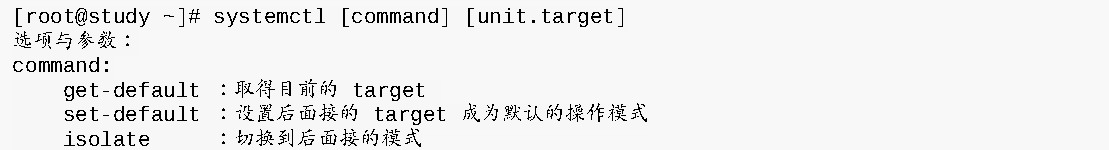 [root@study ~]# systemctl [command] [unit.target]
选项与参数：
command:
    get-default ：取得目前的 target
    set-default ：设置后面接的 target 成为默认的操作模式
    isolate     ：切换到后面接的模式